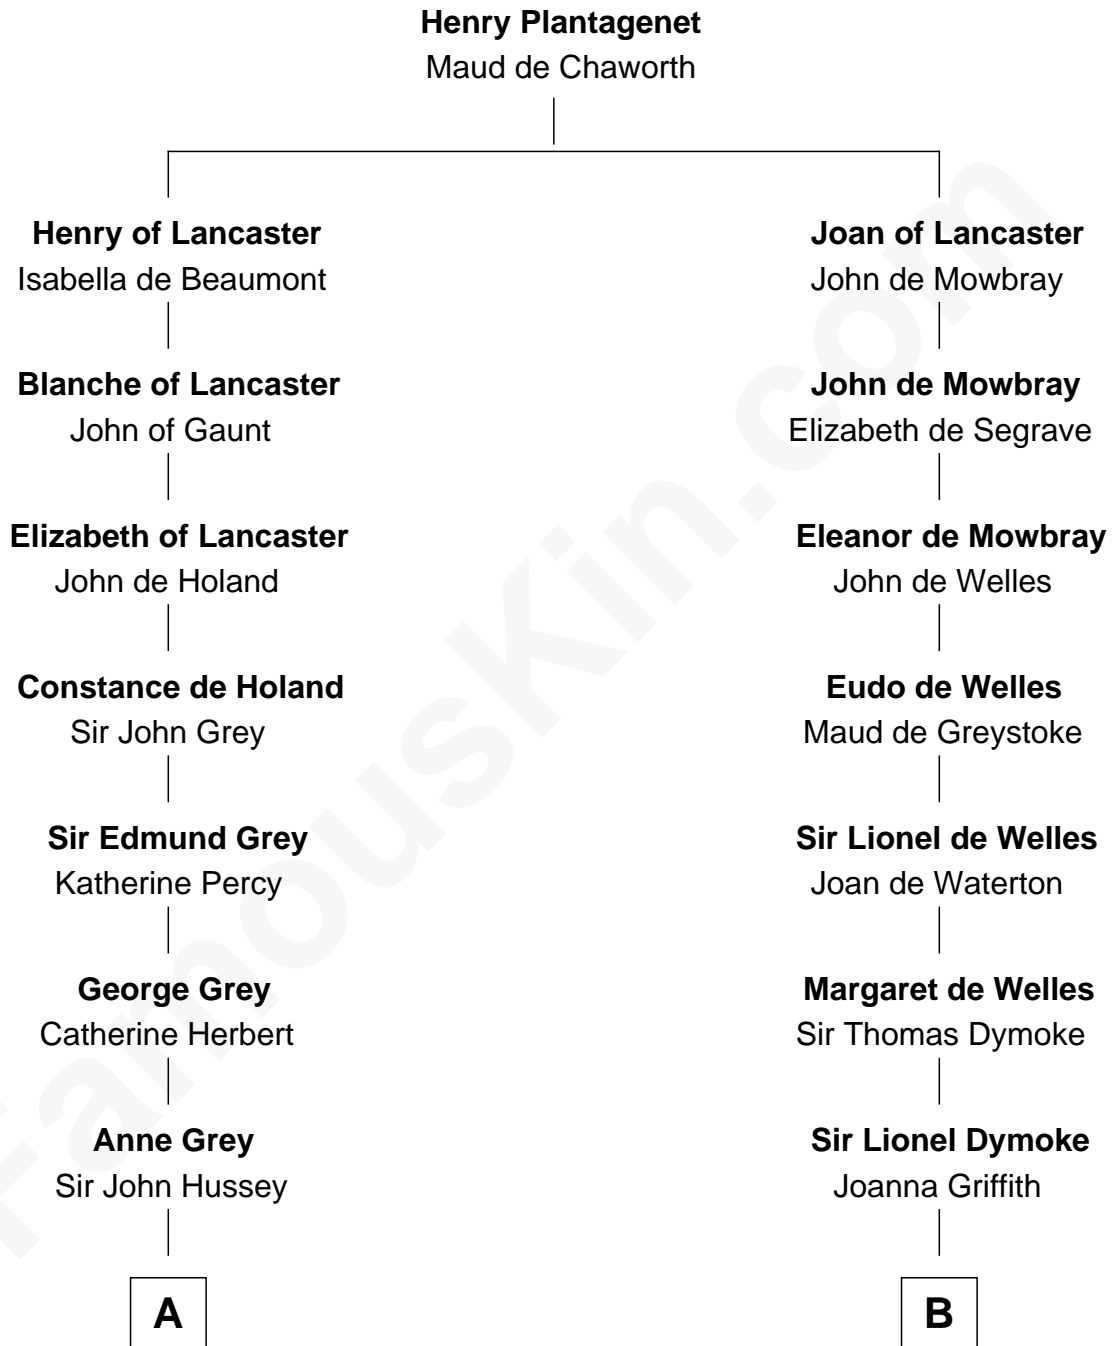 Henry Plantagenet
Maud de Chaworth
Henry of Lancaster
Isabella de Beaumont
Joan of Lancaster
John de Mowbray
Blanche of Lancaster
John of Gaunt
John de Mowbray
Elizabeth de Segrave
Elizabeth of Lancaster
John de Holand
Eleanor de Mowbray
John de Welles
Constance de Holand
Sir John Grey
Eudo de Welles
Maud de Greystoke
Sir Edmund Grey
Katherine Percy
Sir Lionel de Welles
Joan de Waterton
George Grey
Catherine Herbert
Margaret de Welles
Sir Thomas Dymoke
Anne Grey
Sir John Hussey
Sir Lionel Dymoke
Joanna Griffith
A
B
FamousKin.com